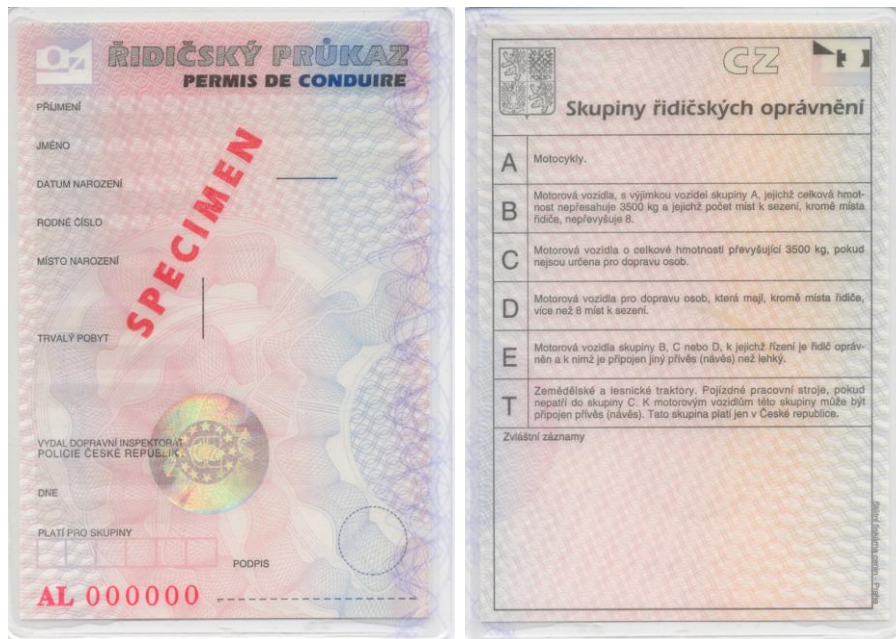 ŘIDIČSKÝ PRŮKAZ
PERMIS DE CONDUIRE
PŘÍJMENÍ
JMÉNO
DATUM NAROZENÍ
RODNÉ ČÍSLO
MÍSTO NAROZENÍ
SPECIMEN
TRVALÝ POBYT
VYDAL DOPRAVNÍ INSPEKTORÁT
POLICIE ČESKÉ REPUBLIKY
DNE
PLATÍ PRO SKUPINY
PODPIS
AL 000000
CZ
Skupiny řidičských oprávnění
A
Motocykly.
B
Motorová vozidla, s výjimkou vozidel skupiny A, jejichž celková hmot-
nost nepřesahuje 3500 kg a jejichž počet míst k sezení, kromě místa
řidiče, nepřevyšuje 8.
C
Motorová vozidla o celkové hmotnosti převyšující 3500 kg, pokud
nejsou určena pro dopravu osob.
D
Motorová vozidla pro dopravu osob, která mají, kromě místa řidiče,
více než 8 míst k sezení.
E
Motorová vozidla skupiny B, C nebo D, k jejichž řízení je řidič opráv-
něn a k nimž je připojen jiný přívěs (návěs) než lehký.
T
Zemědělské a lesnické traktory. Pojízdné pracovní stroje, pokud
nepatří do skupiny C. K motorovým vozidlům této skupiny může být
připojen přívěs (návěs). Tato skupina platí jen v České republice.
Zvláštní záznamy
Státní tiskárna cenin - Praha